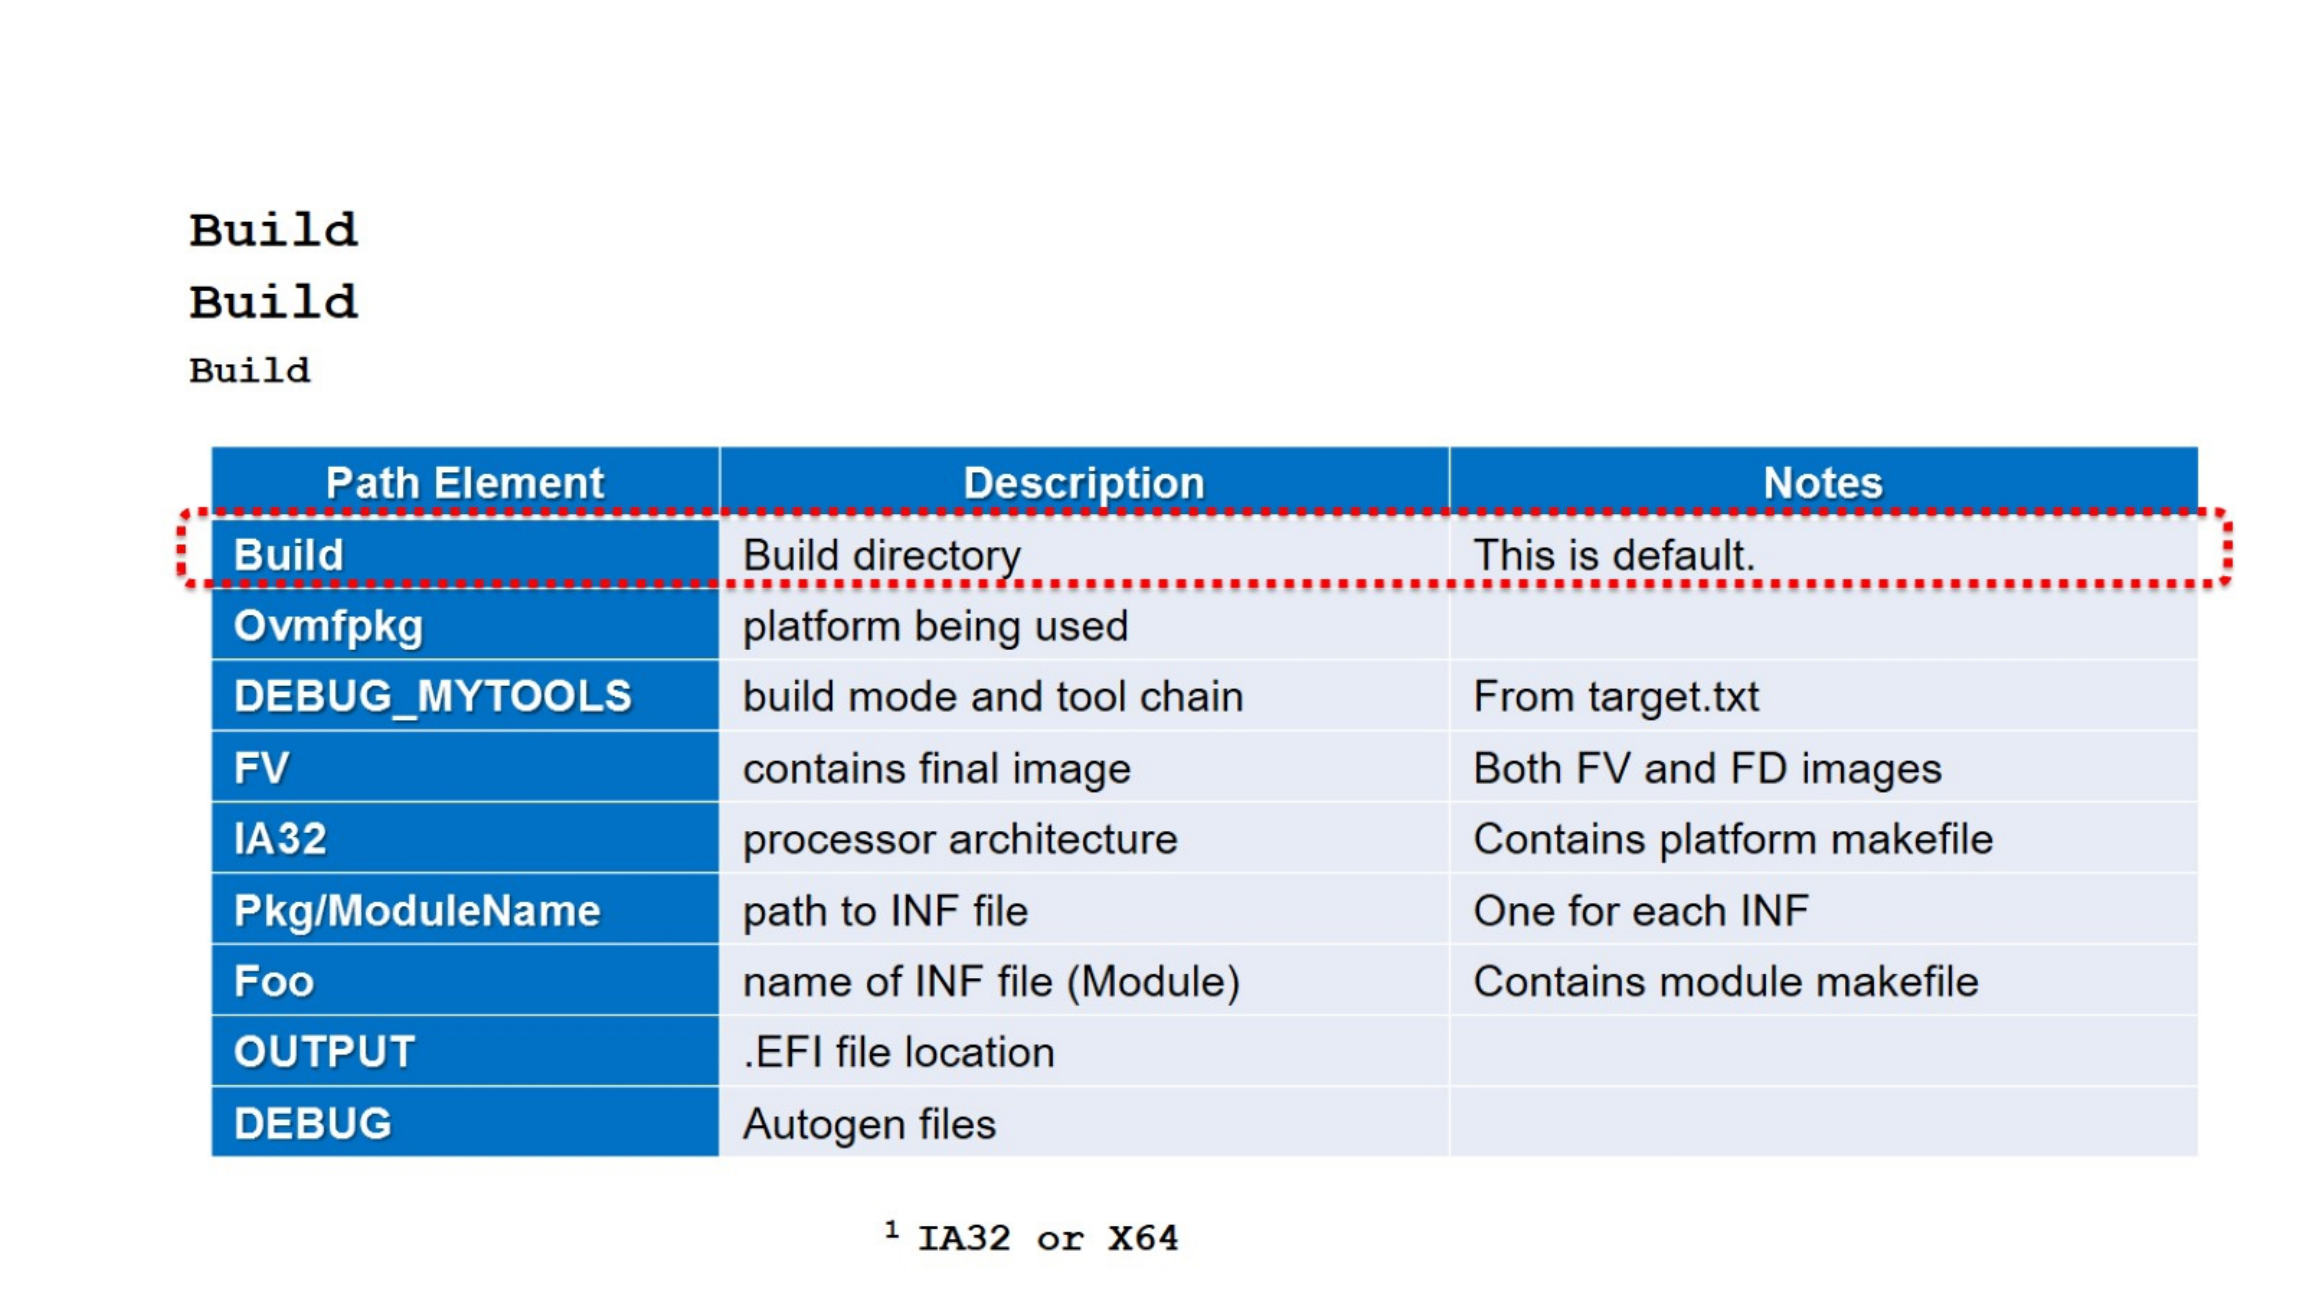 Build
Build
Build
Path Element Description Notes
Build Build directory This is default.
Ovmfpkg platform being used
DEBUG_MYTOOLS build mode and tool chain From target.txt
FV contains final image Both FV and FD images
IA32 processor architecture Contains platform makefile
Pkg/ModuleName path to INF file One for each INF
Foo name of INF file (Module) Contains module makefile
OUTPUT .EFI file location
DEBUG Autogen files
¹ IA32 or X64